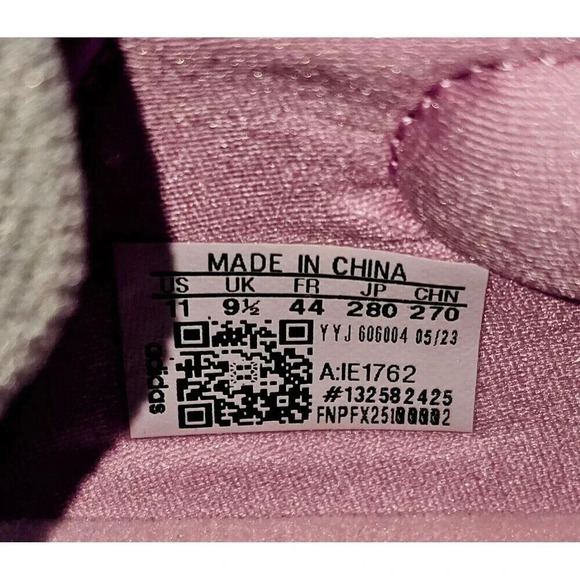 MADE IN CHINA
US UK FR JP CHN
11 9½ 44 280 270
YYJ 606004 05/23
adidas
A:IE1762
#132582425